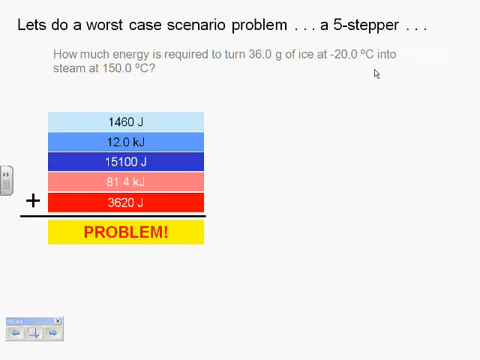 Lets do a worst case scenario problem . . . a 5-stepper . . .
How much energy is required to turn 36.0 g of ice at -20.0 ºC into
steam at 150.0 ºC?
1460 J
12.0 kJ
15100 J
81.4 kJ
+ 3620 J
PROBLEM!